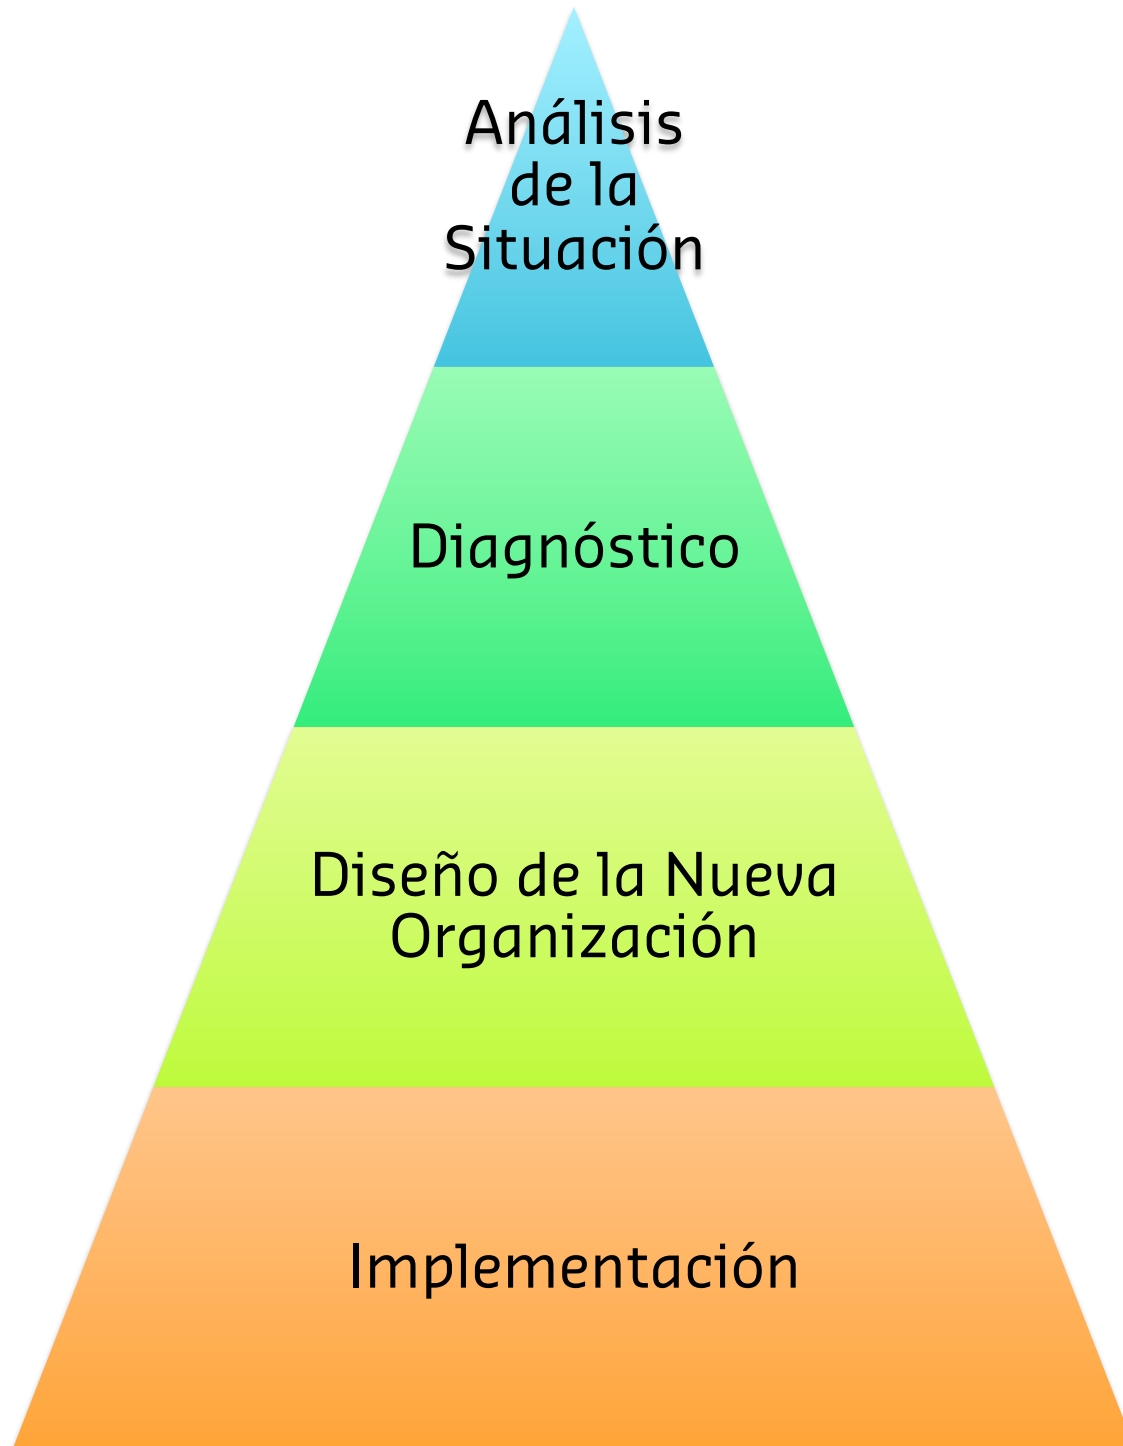 Análisis
de la
Situación
Diagnóstico
Diseño de la Nueva
Organización
Implementación